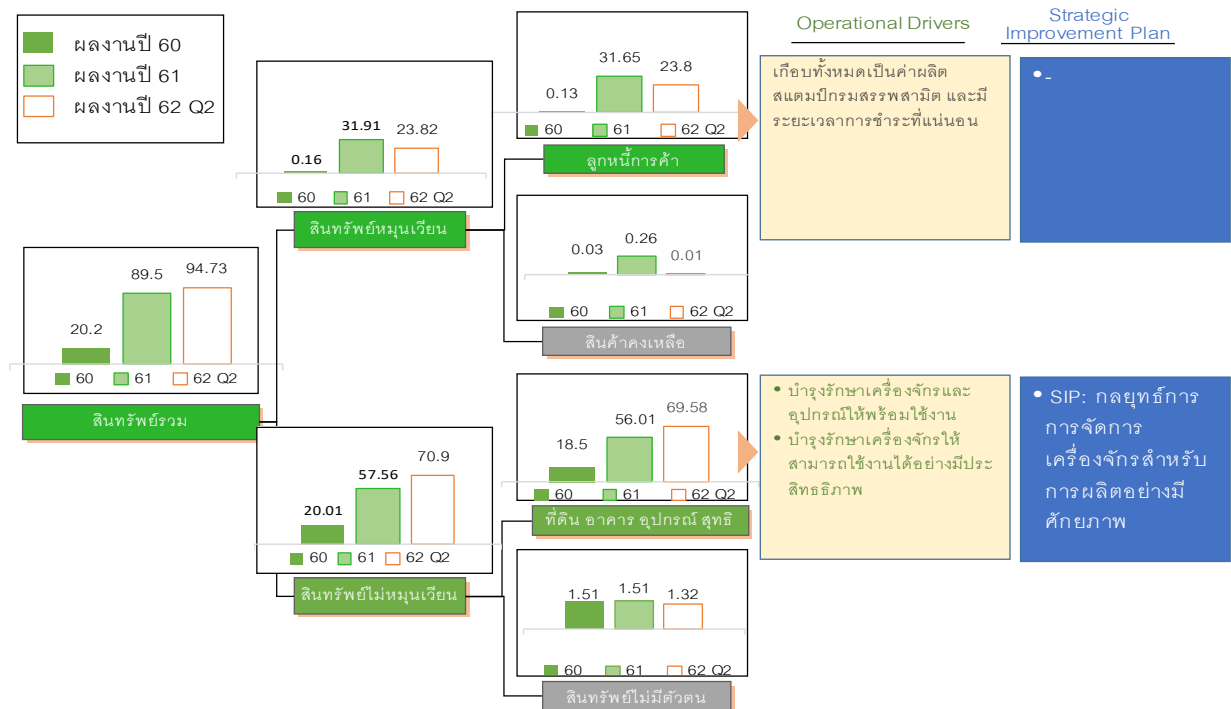 ผลงานปี 60
ผลงานปี 61
ผลงานปี 62 Q2
Operational Drivers
Strategic
Improvement Plan
0.13
31.65
23.8
60 61 62 Q2
ลูกหนี้การค้า
เกือบทั้งหมดเป็นค่าผลิต
สแตมป์กรมสรรพสามิต และมี
ระยะเวลาการชำระที่แน่นอน
• -
0.16
31.91
23.82
60 61 62 Q2
สินทรัพย์หมุนเวียน
0.03
0.26
0.01
60 61 62 Q2
สินค้าคงเหลือ
20.2
89.5
94.73
60 61 62 Q2
สินทรัพย์รวม
18.5
56.01
69.58
60 61 62 Q2
ที่ดิน อาคาร อุปกรณ์ สุทธิ
• บำรุงรักษาเครื่องจักรและ
อุปกรณ์ให้พร้อมใช้งาน
• บำรุงรักษาเครื่องจักรให้
สามารถใช้งานได้อย่างมีประ
สิทธธิภาพ
• SIP: กลยุทธ์การ
การจัดการ
เครื่องจักรสำหรับ
การผลิตอย่างมี
ศักยภาพ
20.01
57.56
70.9
60 61 62 Q2
สินทรัพย์ไม่หมุนเวียน
1.51
1.51
1.32
60 61 62 Q2
สินทรัพย์ไม่มีตัวตน